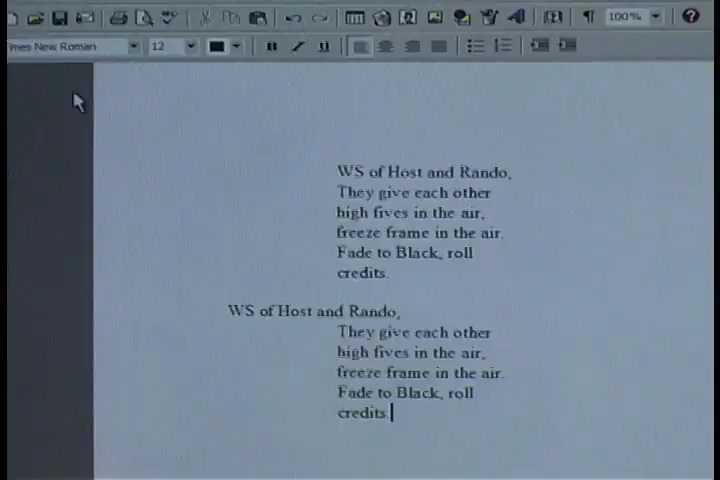 mes New Roman
12
100%
WS of Host and Rando,
They give each other
high fives in the air,
freeze frame in the air.
Fade to Black, roll
credits.
WS of Host and Rando,
They give each other
high fives in the air,
freeze frame in the air.
Fade to Black, roll
credits.